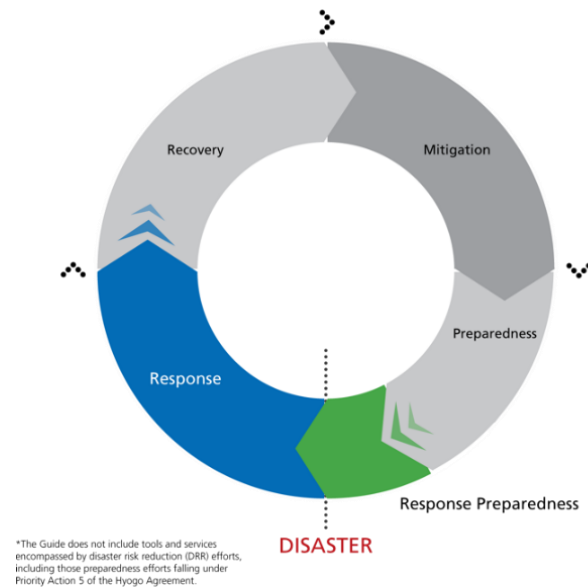 Recovery
Mitigation
Preparedness
Response
Response Preparedness
DISASTER
*The Guide does not include tools and services
encompassed by disaster risk reduction (DRR) efforts,
including those preparedness efforts falling under
Priority Action 5 of the Hyogo Agreement.